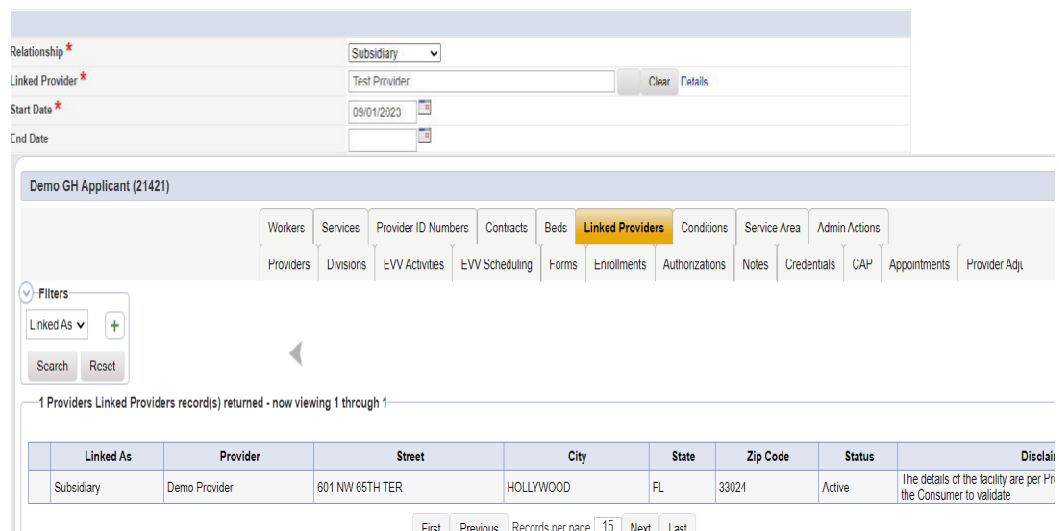 Relationship *
Subsidiary
Linked Provider *
Test Provider
Clear Details
Start Date *
09/01/2023
End Date
Demo GH Applicant (21421)
Workers Services Provider ID Numbers Contracts Beds Linked Providers Conditions Service Area Admin Actions
Providers Divisions EVV Activities EVV Scheduling Forms Enrollments Authorizations Notes Credentials CAP Appointments Provider Adju
Filters
Linked As
+
Search Reset
1 Providers Linked Providers record(s) returned - now viewing 1 through 1
Linked As Provider Street City State Zip Code Status Disclaim
Subsidiary Demo Provider 601 NW 65TH TER HOLLYWOOD FL 33024 Active The details of the facility are per Pro
the Consumer to validate
First Previous Records per page 15 Next Last